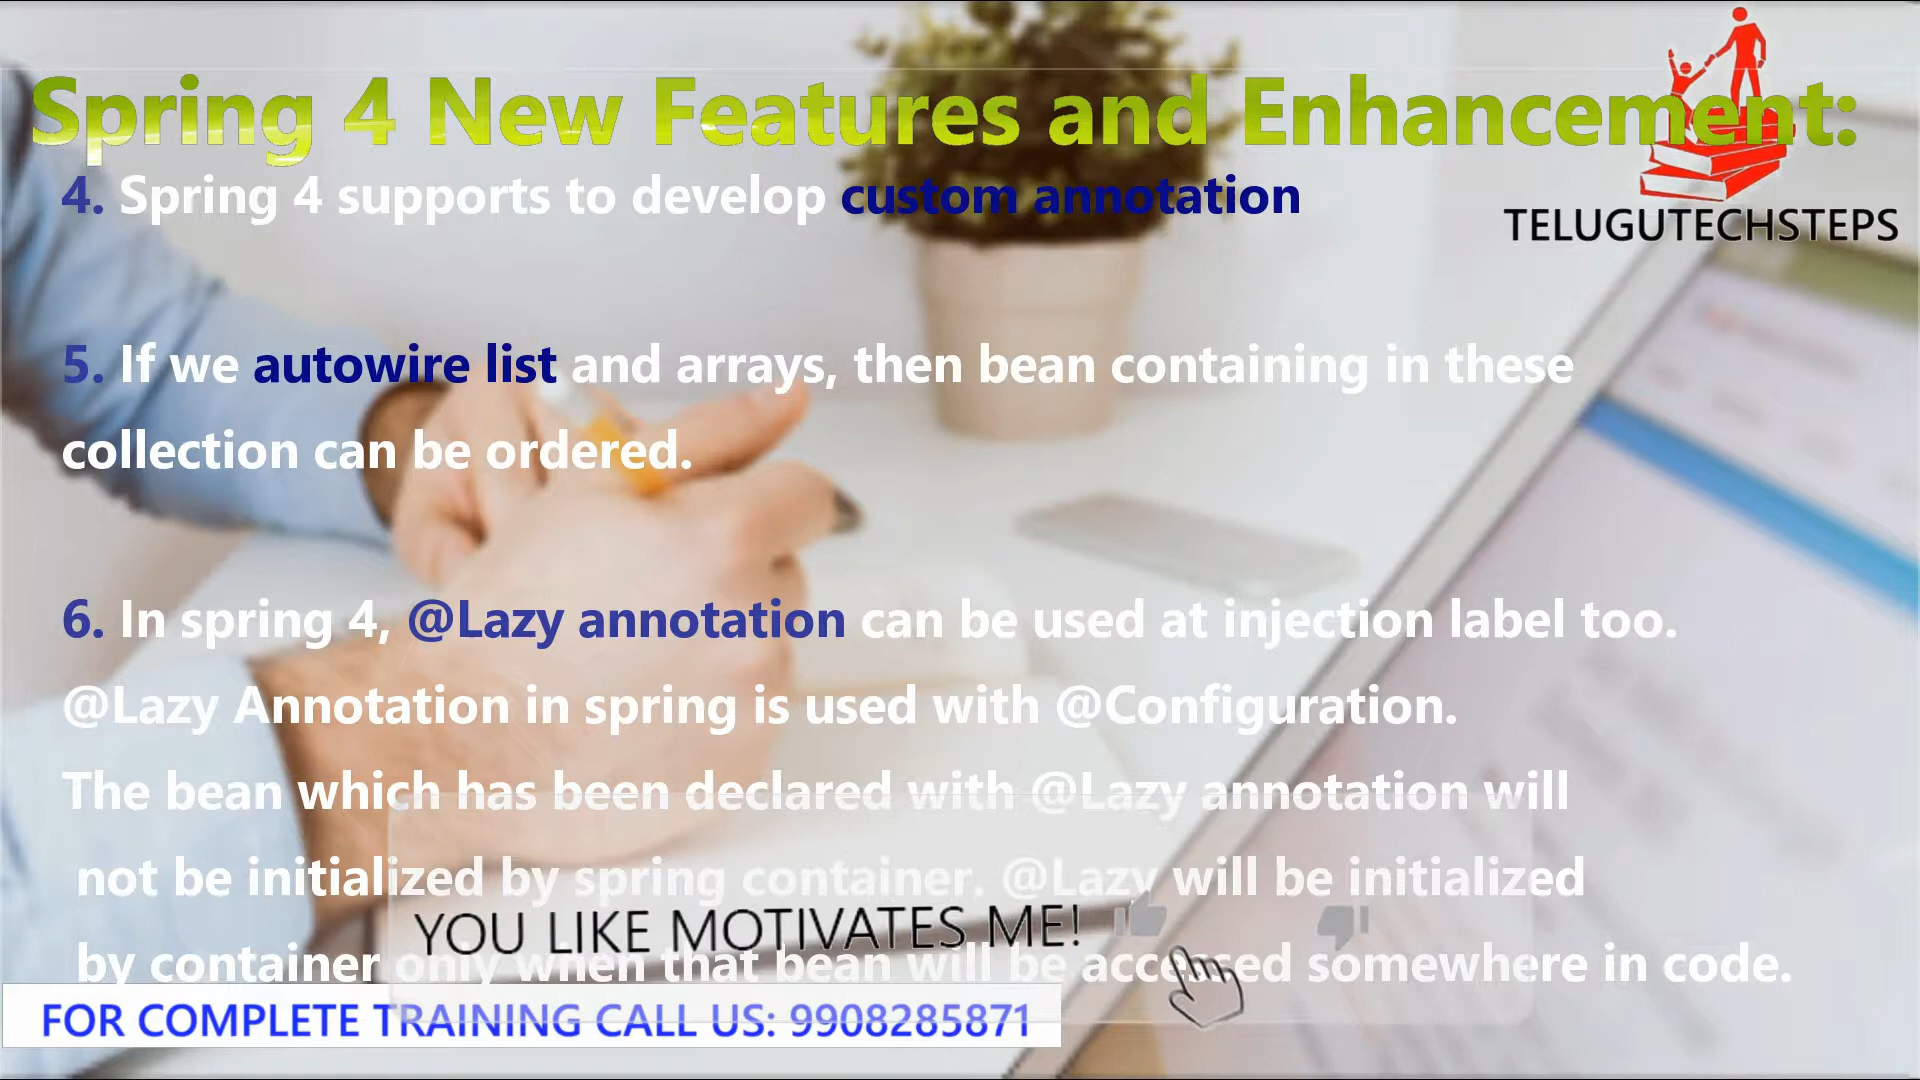 Spring 4 New Features and Enhancement:
4. Spring 4 supports to develop custom annotation
TELUGUTECHSTEPS
5. If we autowire list and arrays, then bean containing in these
collection can be ordered.
6. In spring 4, @Lazy annotation can be used at injection label too.
@Lazy Annotation in spring is used with @Configuration.
The bean which has been declared with @Lazy annotation will
not be initialized by spring container. @Lazy will be initialized
YOU LIKE MOTIVATES ME!
by container only when that bean will be accessed somewhere in code.
FOR COMPLETE TRAINING CALL US: 9908285871